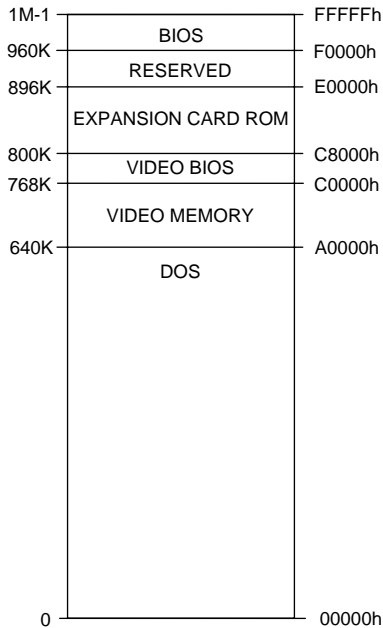 1M-1 FFFFFh
BIOS
960K F0000h
RESERVED
896K E0000h
EXPANSION CARD ROM
800K C8000h
VIDEO BIOS
768K C0000h
VIDEO MEMORY
640K A0000h
DOS
0 00000h